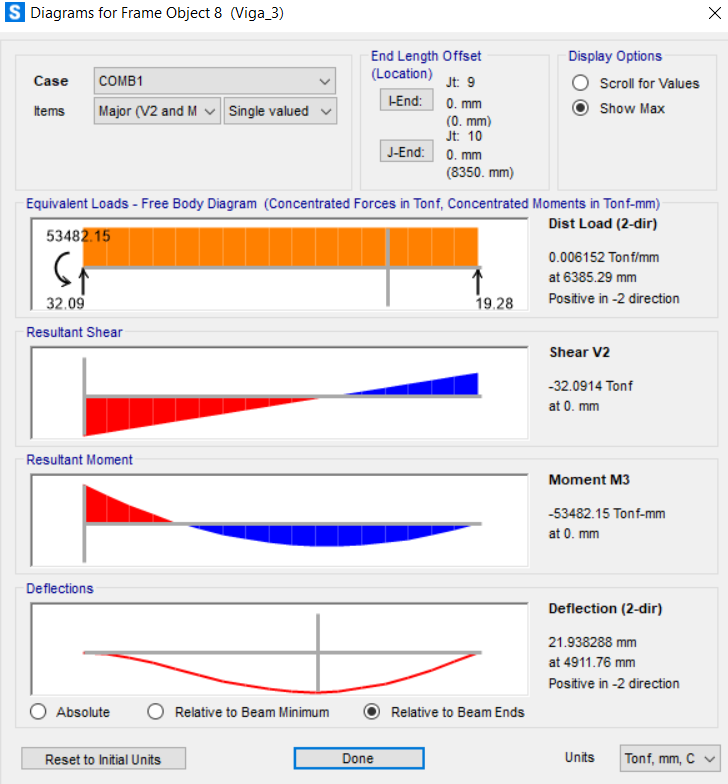 S Diagrams for Frame Object 8 (Viga_3)
Case COMB1
Items Major (V2 and M Single valued
End Length Offset
(Location)
I-End:
Jt: 9
0. mm
(0. mm)
J-End:
Jt: 10
0. mm
(8350. mm)
Display Options
Scroll for Values
Show Max
Equivalent Loads - Free Body Diagram (Concentrated Forces in Tonf, Concentrated Moments in Tonf-mm)
53482.15
32.09
19.28
Dist Load (2-dir)
0.006152 Tonf/mm
at 6385.29 mm
Positive in -2 direction
Resultant Shear
Shear V2
-32.0914 Tonf
at 0. mm
Resultant Moment
Moment M3
-53482.15 Tonf-mm
at 0. mm
Deflections
Deflection (2-dir)
21.938288 mm
at 4911.76 mm
Positive in -2 direction
Absolute Relative to Beam Minimum Relative to Beam Ends
Reset to Initial Units Done Units Tonf, mm, C